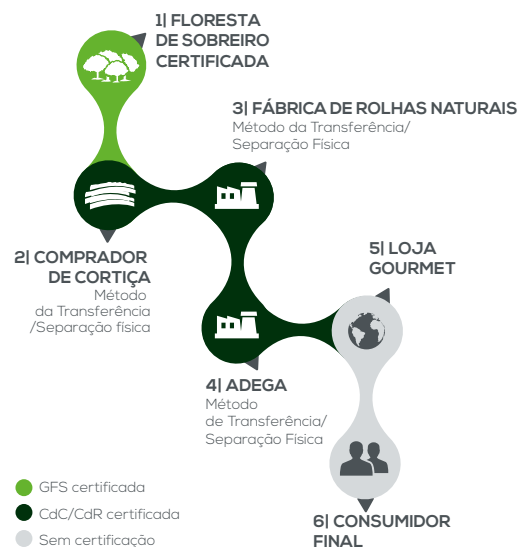 1| FLORESTA
DE SOBREIRO
CERTIFICADA
3| FÁBRICA DE ROLHAS NATURAIS
Método da Transferência/
Separação Física
2| COMPRADOR
DE CORTIÇA
Método
da Transferência
/Separação física
5| LOJA
GOURMET
4| ADEGA
Método
de Transferência/
Separação Física
GFS certificada
CdC/CdR certificada
Sem certificação
6| CONSUMIDOR
FINAL